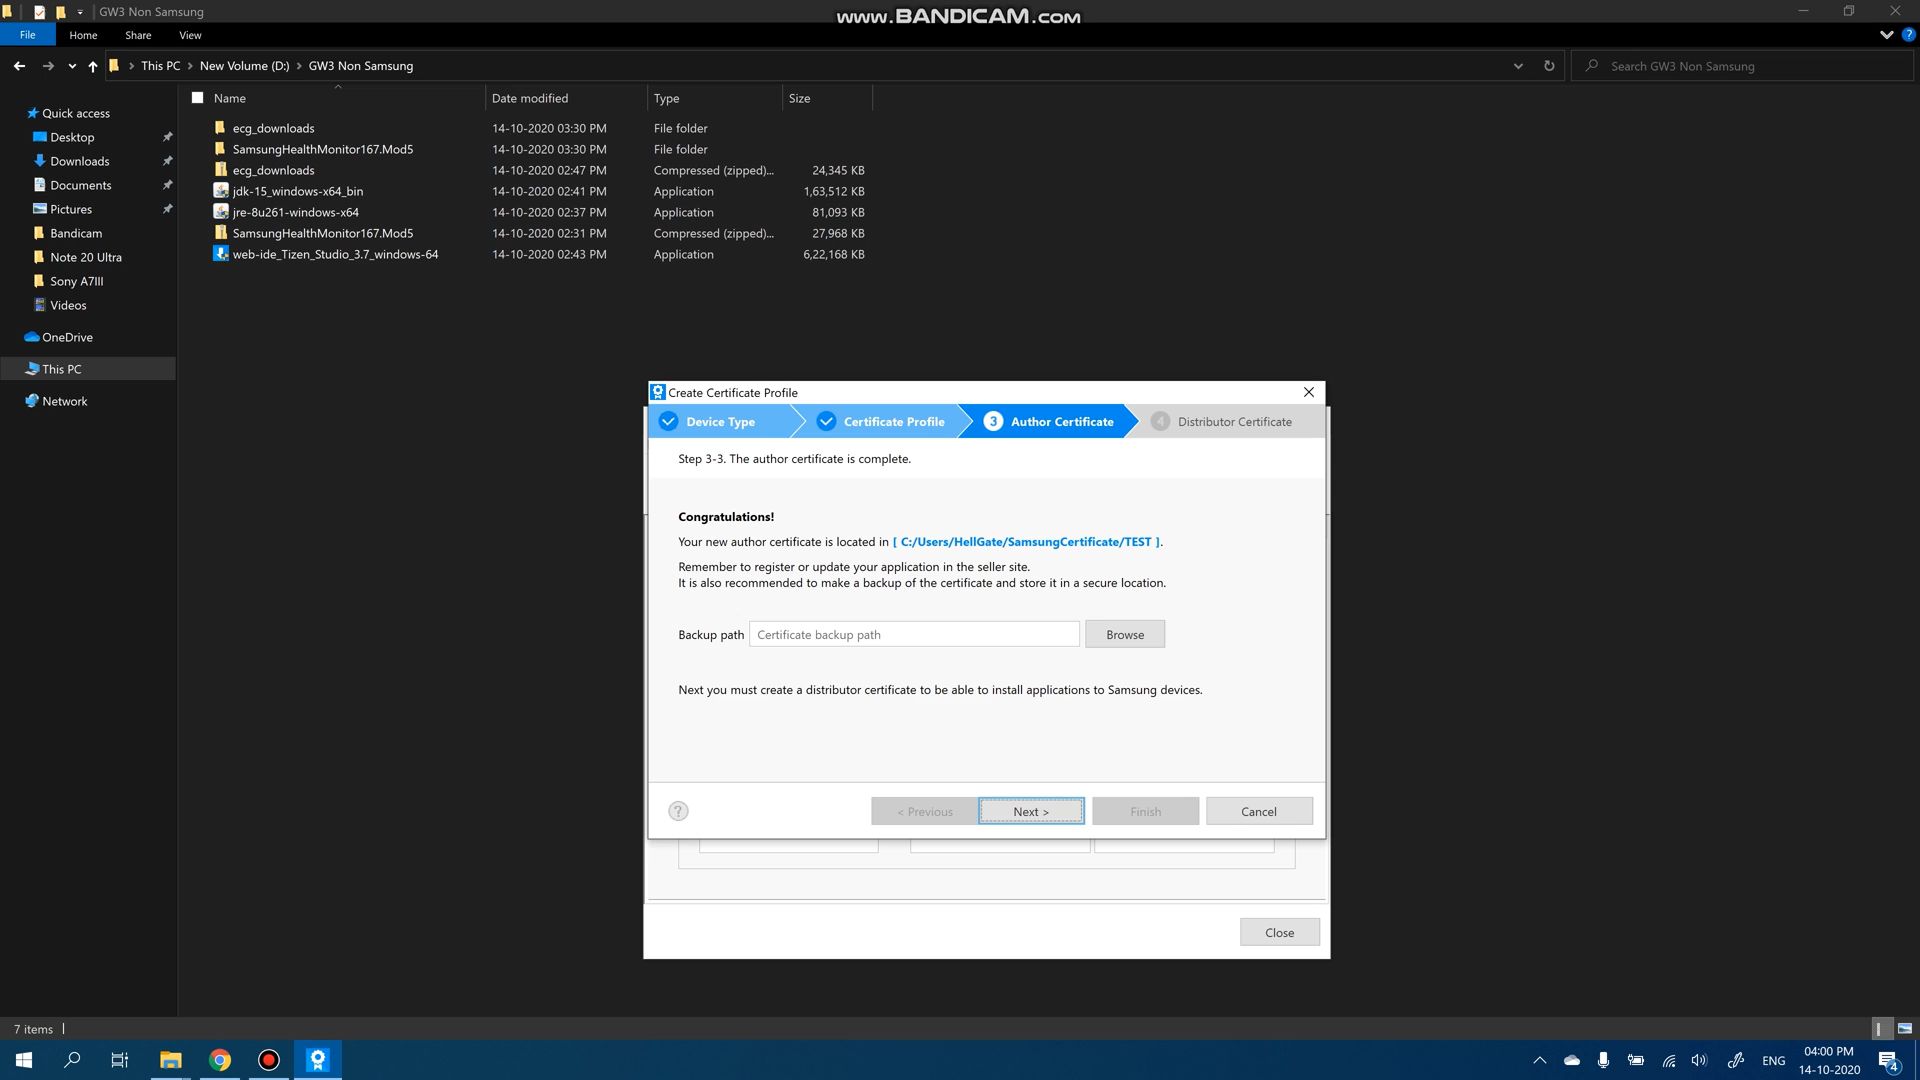 GW3 Non Samsung
www.BANDICAM.com
File
Home
Share
View
?
This PC
New Volume (D:)
GW3 Non Samsung
Search GW3 Non Samsung
Name
Date modified
Type
Size
Quick access
Desktop
Downloads
Documents
Pictures
Bandicam
Note 20 Ultra
Sony A7III
Videos
OneDrive
This PC
Network
ecg_downloads 14-10-2020 03:30 PM File folder
SamsungHealthMonitor167.Mod5 14-10-2020 03:30 PM File folder
ecg_downloads 14-10-2020 02:47 PM Compressed (zipped)... 24,345 KB
jdk-15_windows-x64_bin 14-10-2020 02:41 PM Application 1,63,512 KB
jre-8u261-windows-x64 14-10-2020 02:37 PM Application 81,093 KB
SamsungHealthMonitor167.Mod5 14-10-2020 02:31 PM Compressed (zipped)... 27,968 KB
web-ide_Tizen_Studio_3.7_windows-64 14-10-2020 02:43 PM Application 6,22,168 KB
Create Certificate Profile
Device Type
Certificate Profile
3 Author Certificate
4 Distributor Certificate
Step 3-3. The author certificate is complete.
Congratulations!
Your new author certificate is located in [ C:/Users/HellGate/SamsungCertificate/TEST ].
Remember to register or update your application in the seller site.
It is also recommended to make a backup of the certificate and store it in a secure location.
Backup path
Certificate backup path
Browse
Next you must create a distributor certificate to be able to install applications to Samsung devices.
?
< Previous
Next >
Finish
Cancel
Close
7 items
ENG
04:00 PM
14-10-2020
4